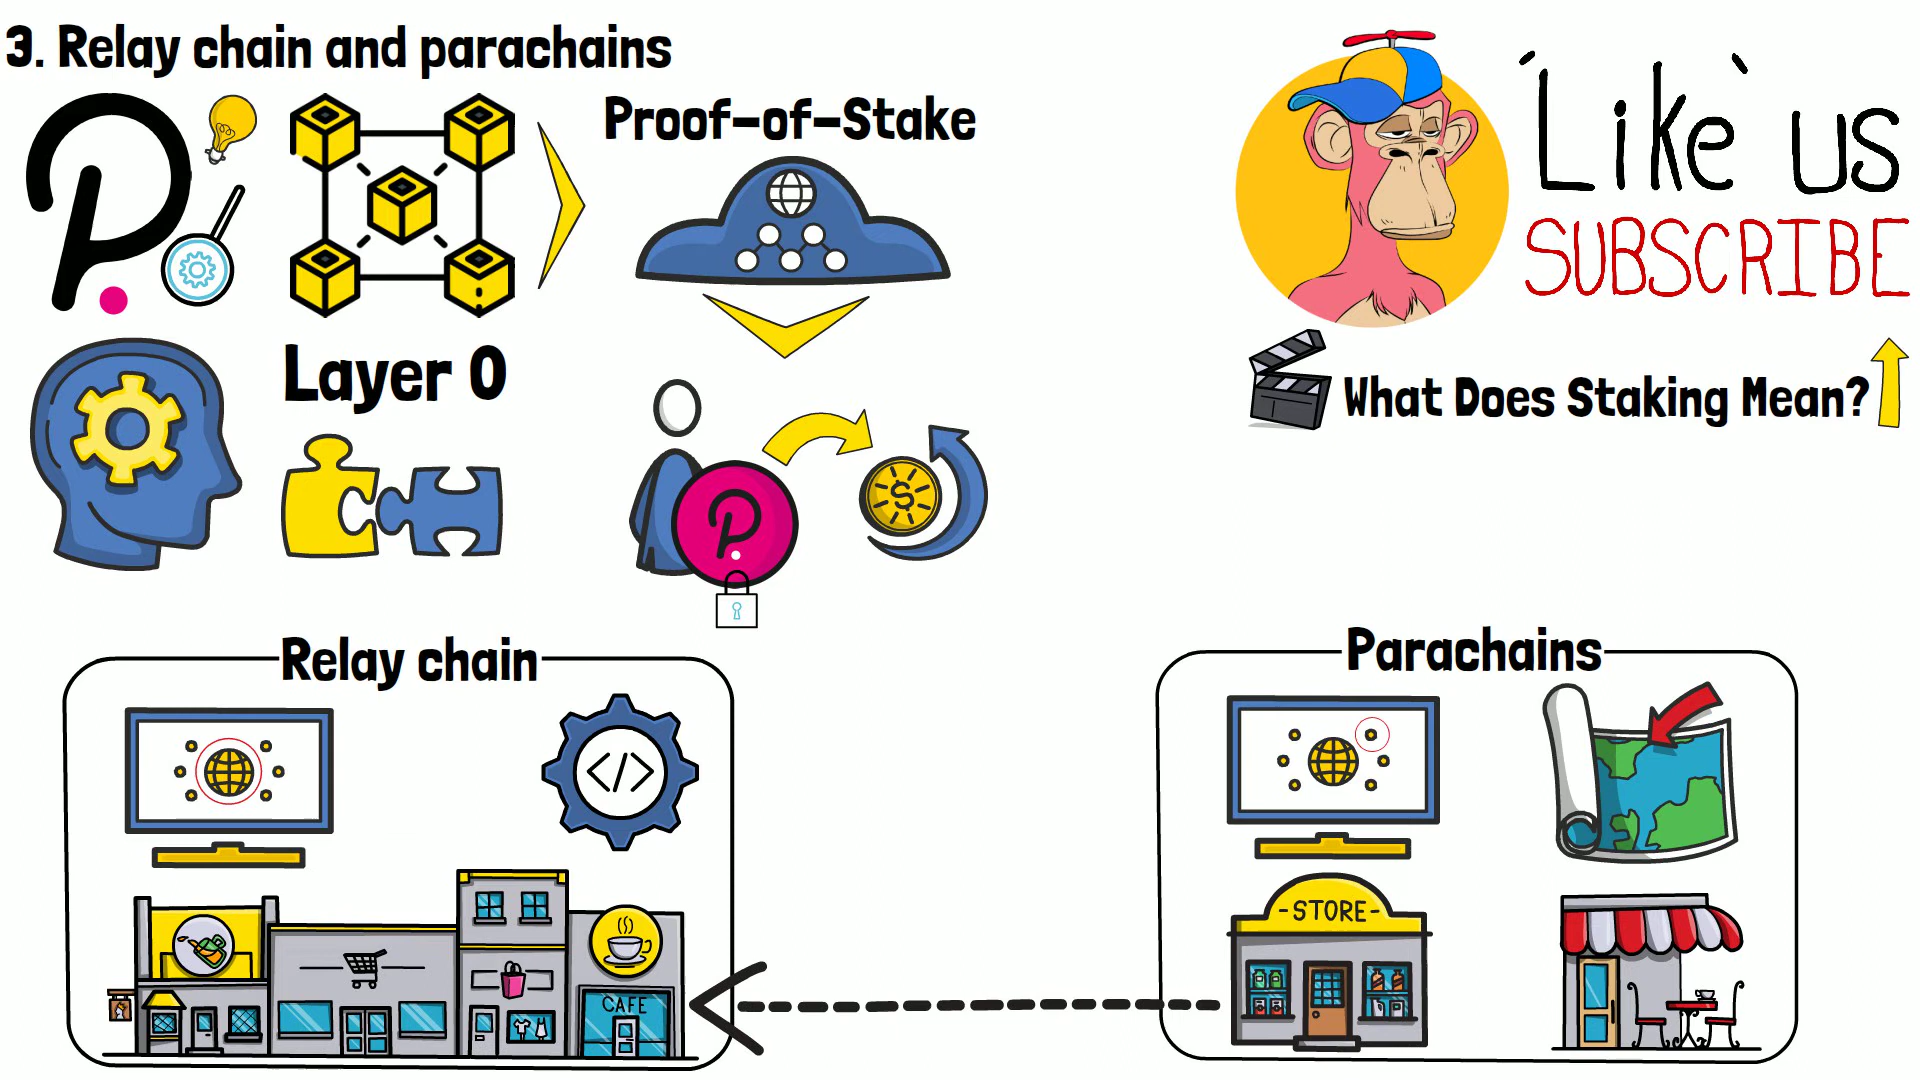 3. Relay chain and parachains
Proof-of-Stake
´Like` us
SUBSCRIBE
Layer 0
What Does Staking Mean?
Relay chain
Parachains
</>
-STORE-
CAFE